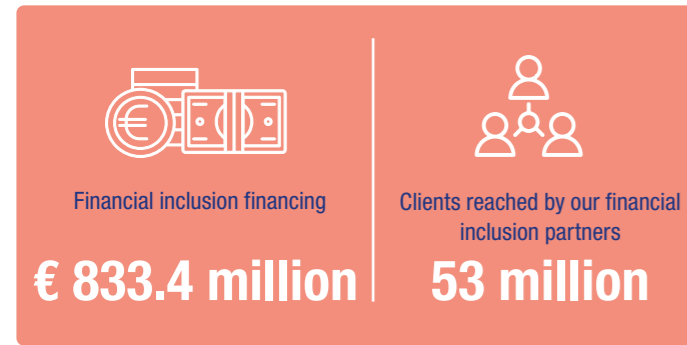 Financial inclusion financing
€ 833.4 million
Clients reached by our financial
inclusion partners
53 million